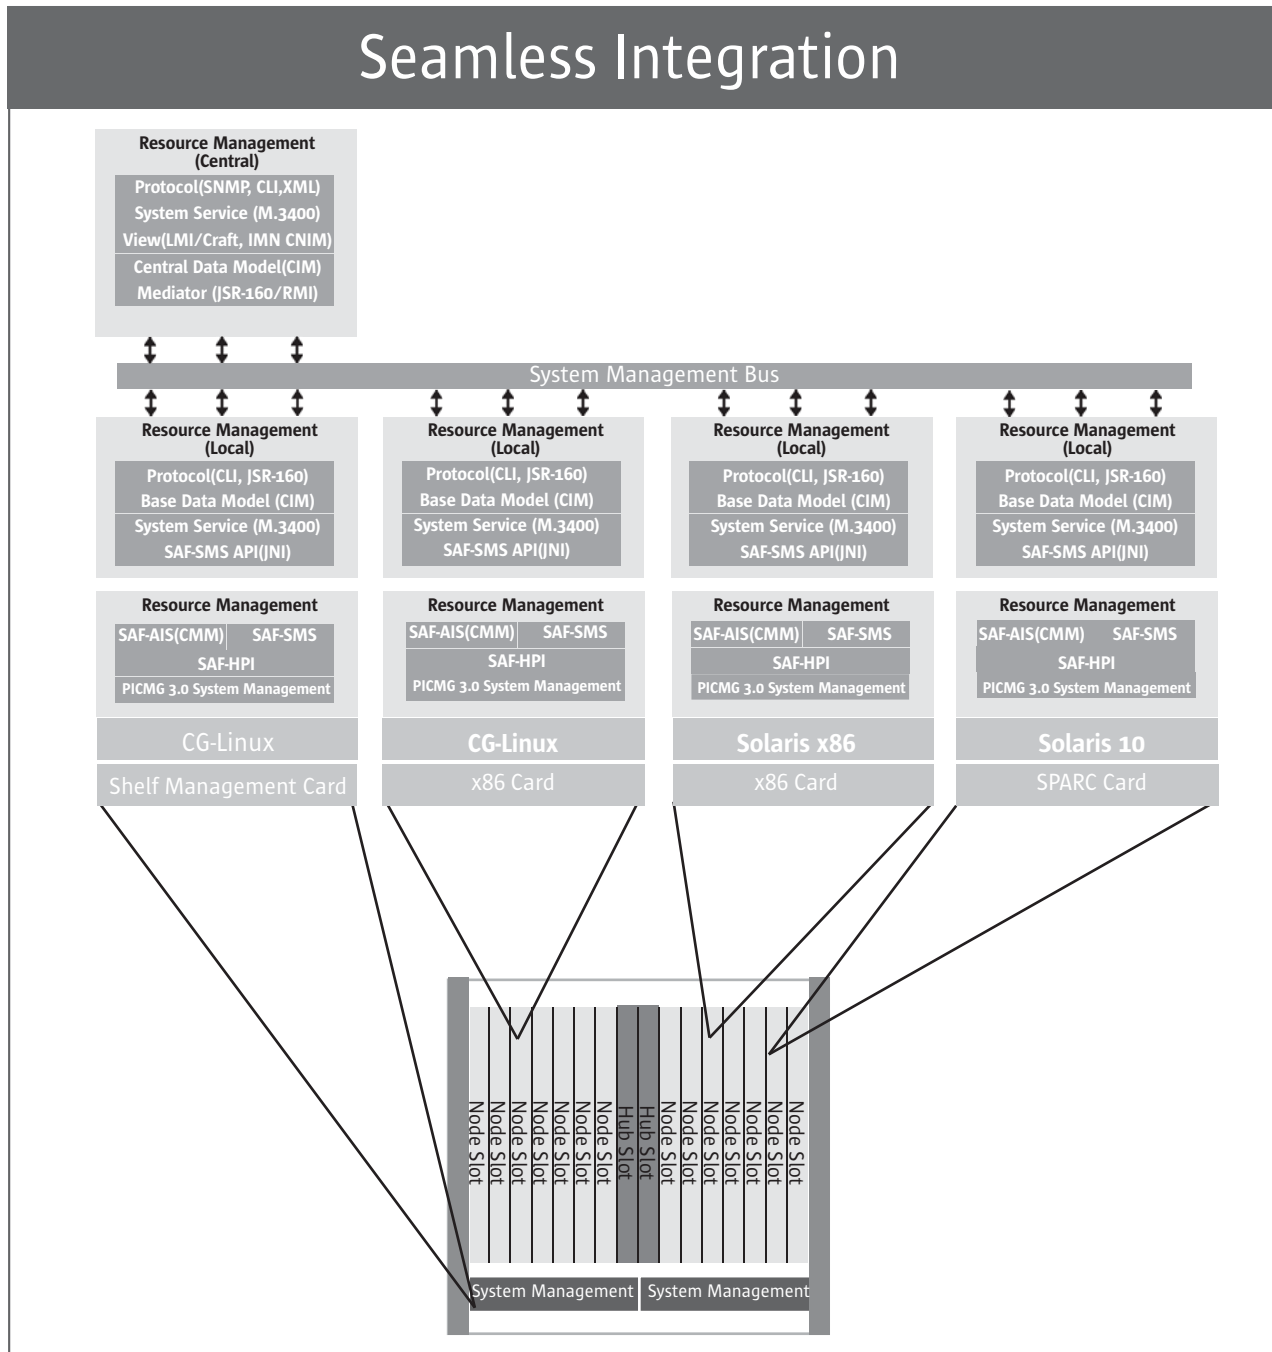 Seamless Integration
Resource Management
(Central)
Protocol(SNMP, CLI,XML)
System Service (M.3400)
View(LMI/Craft, IMN CNIM)
Central Data Model(CIM)
Mediator (JSR-160/RMI)
System Management Bus
Resource Management
(Local)
Protocol(CLI, JSR-160)
Base Data Model (CIM)
System Service (M.3400)
SAF-SMS API(JNI)
Resource Management
(Local)
Protocol(CLI, JSR-160)
Base Data Model (CIM)
System Service (M.3400)
SAF-SMS API(JNI)
Resource Management
(Local)
Protocol(CLI, JSR-160)
Base Data Model (CIM)
System Service (M.3400)
SAF-SMS API(JNI)
Resource Management
(Local)
Protocol(CLI, JSR-160)
Base Data Model (CIM)
System Service (M.3400)
SAF-SMS API(JNI)
Resource Management
SAF-AIS(CMM) SAF-SMS
SAF-HPI
PICMG 3.0 System Management
CG-Linux
Shelf Management Card
Resource Management
SAF-AIS(CMM) SAF-SMS
SAF-HPI
PICMG 3.0 System Management
CG-Linux
x86 Card
Resource Management
SAF-AIS(CMM) SAF-SMS
SAF-HPI
PICMG 3.0 System Management
Solaris x86
x86 Card
Resource Management
SAF-AIS(CMM) SAF-SMS
SAF-HPI
PICMG 3.0 System Management
Solaris 10
SPARC Card
Node Slot
Node Slot
Node Slot
Node Slot
Node Slot
Node Slot
Node Slot
Hub Slot
Hub Slot
Node Slot
Node Slot
Node Slot
Node Slot
Node Slot
Node Slot
Node Slot
System Management
System Management